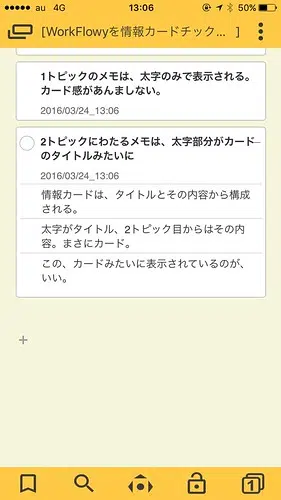 au 4G 13:06 50%
[WorkFlowyを情報カードチック... ]
1トピックのメモは、太字のみで表示される。
カード感があんましない。
2016/03/24_13:06
2トピックにわたるメモは、太字部分がカード
のタイトルみたいに
2016/03/24_13:06
情報カードは、タイトルとその内容から構成
される。
太字がタイトル、2トピック目からはその内
容。まさにカード。
この、カードみたいに表示されているのが、
いい。
+
1